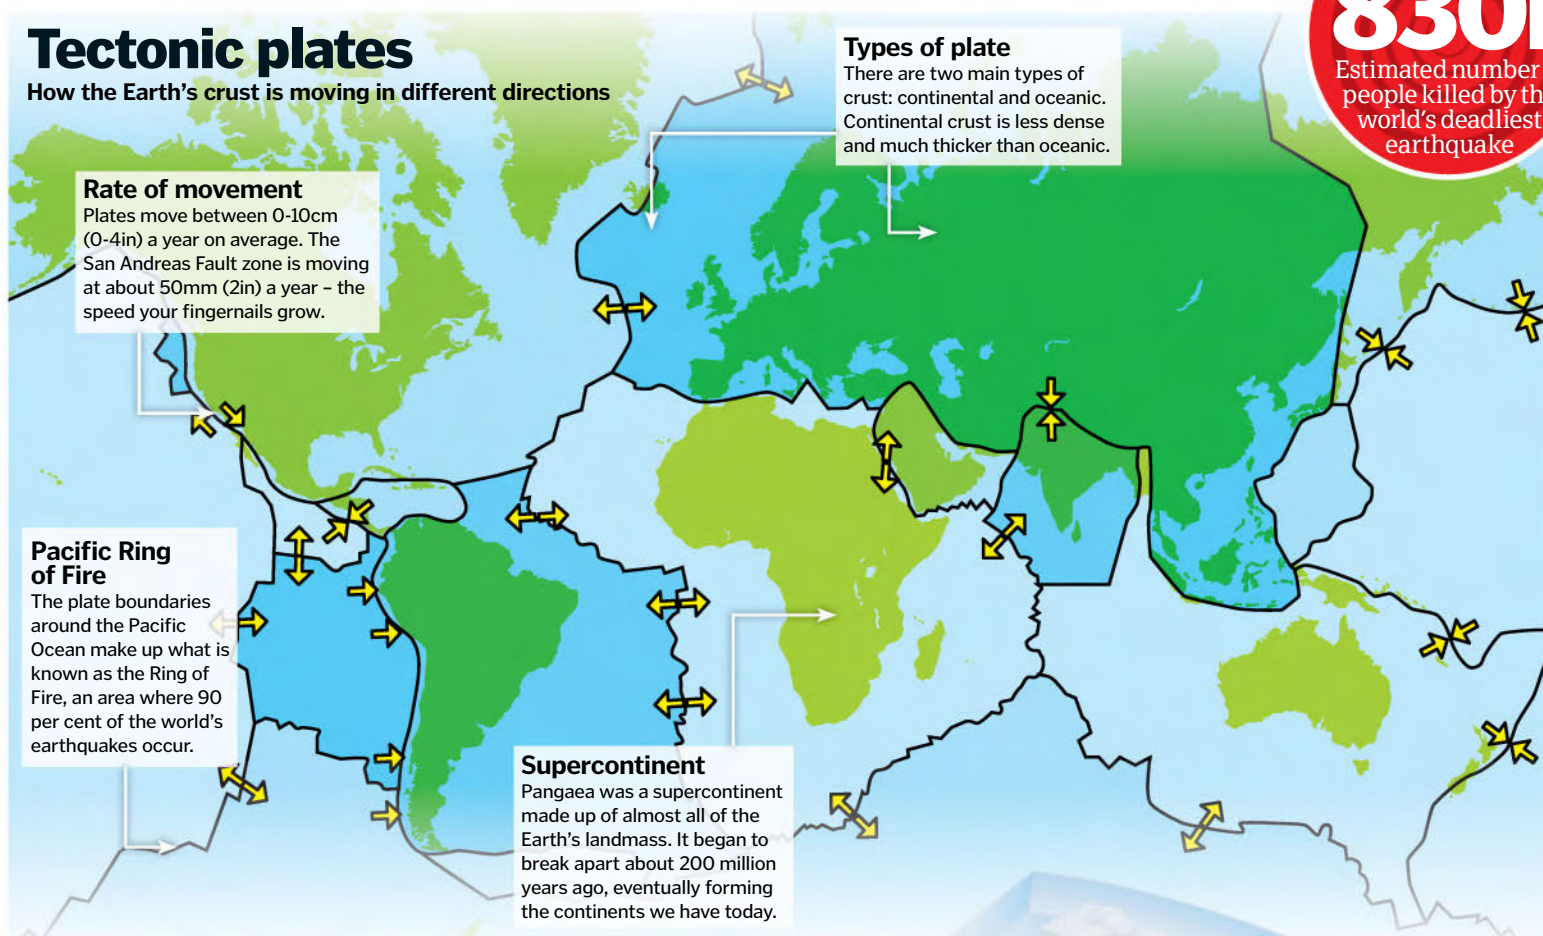 Tectonic plates
How the Earth's crust is moving in different directions
Types of plate
There are two main types of
crust: continental and oceanic.
Continental crust is less dense
and much thicker than oceanic.
Estimated number
people killed by
world's deadliest
earthquake
Rate of movement
Plates move between 0-10cm
(0-4in) a year on average. The
San Andreas Fault zone is moving
at about 50mm (2in) a year – the
speed your fingernails grow.
Pacific Ring
of Fire
The plate boundaries
around the Pacific
Ocean make up what is
known as the Ring of
Fire, an area where 90
per cent of the world's
earthquakes occur.
Supercontinent
Pangaea was a supercontinent
made up of almost all of the
Earth's landmass. It began to
break apart about 200 million
years ago, eventually forming
the continents we have today.